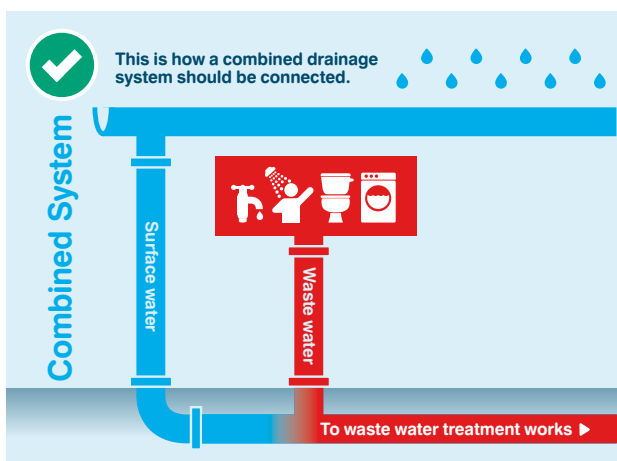 This is how a combined drainage
system should be connected.
Combined System
Surface water
Waste water
To waste water treatment works